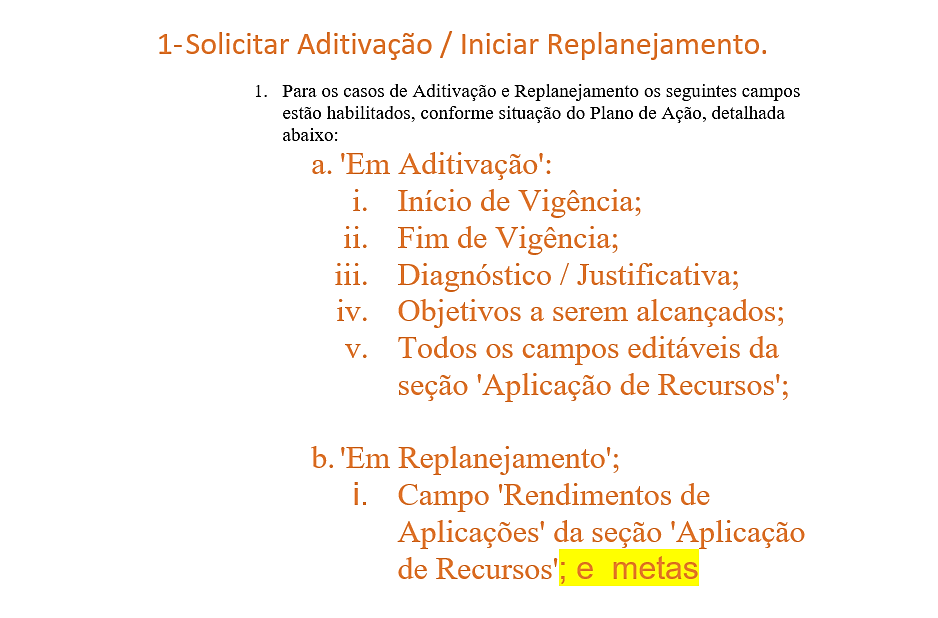 1-Solicitar Aditivação / Iniciar Replanejamento.
1. Para os casos de Aditivação e Replanejamento os seguintes campos
estão habilitados, conforme situação do Plano de Ação, detalhada
abaixo:
a. 'Em Aditivação':
i. Início de Vigência;
ii. Fim de Vigência;
iii. Diagnóstico / Justificativa;
iv. Objetivos a serem alcançados;
v. Todos os campos editáveis da
seção 'Aplicação de Recursos';
b. 'Em Replanejamento';
i. Campo 'Rendimentos de
Aplicações' da seção 'Aplicação
de Recursos'; e  metas